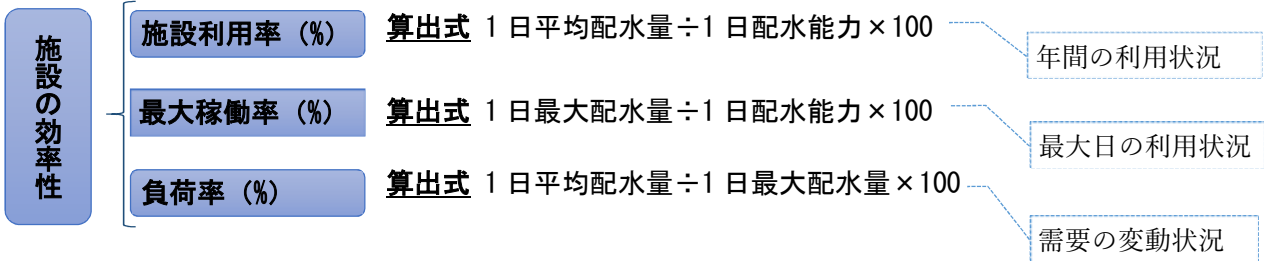 施設の効率性
施設利用率（%）
算出式 1日平均配水量÷1日配水能力×100
年間の利用状況
最大稼働率（%）
算出式 1日最大配水量÷1日配水能力×100
最大日の利用状況
負荷率（%）
算出式 1日平均配水量÷1日最大配水量×100
需要の変動状況